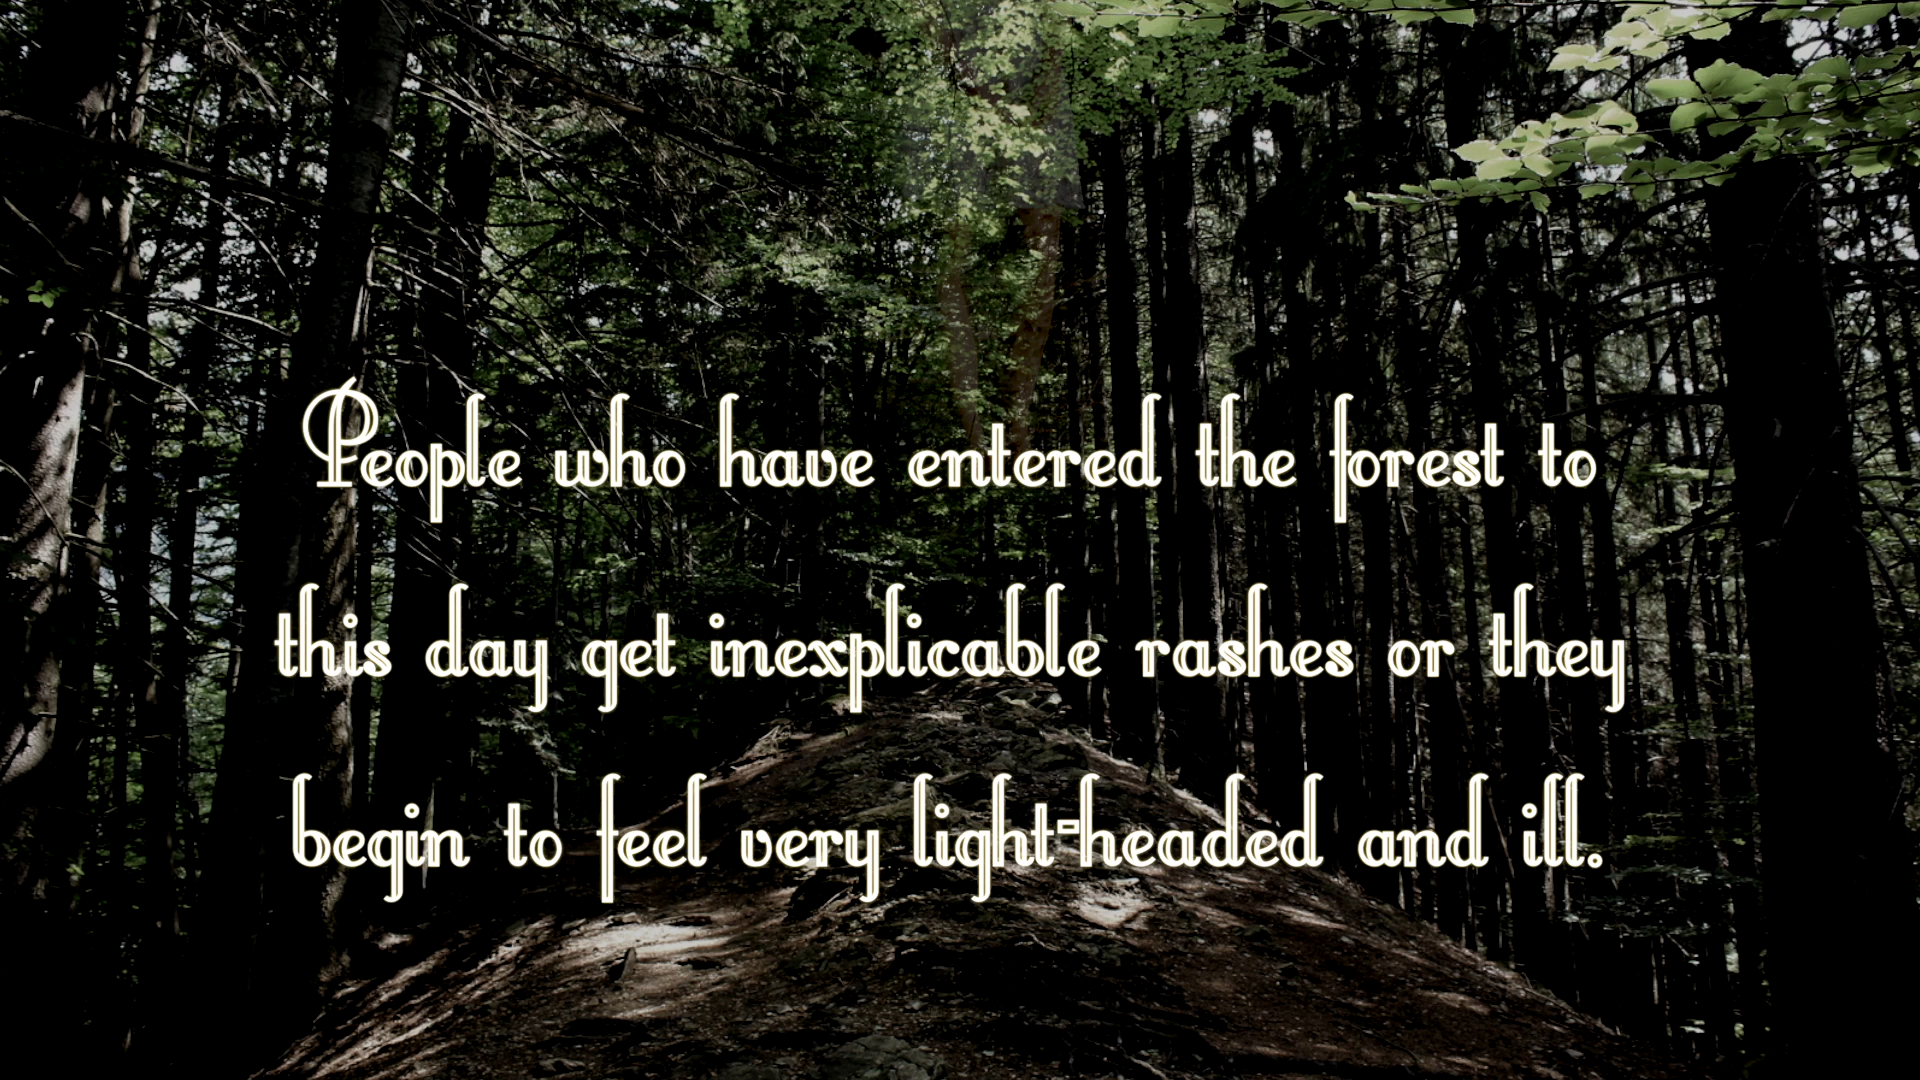 People who have entered the forest to
this day get inexplicable rashes or they
begin to feel very light-headed and ill.